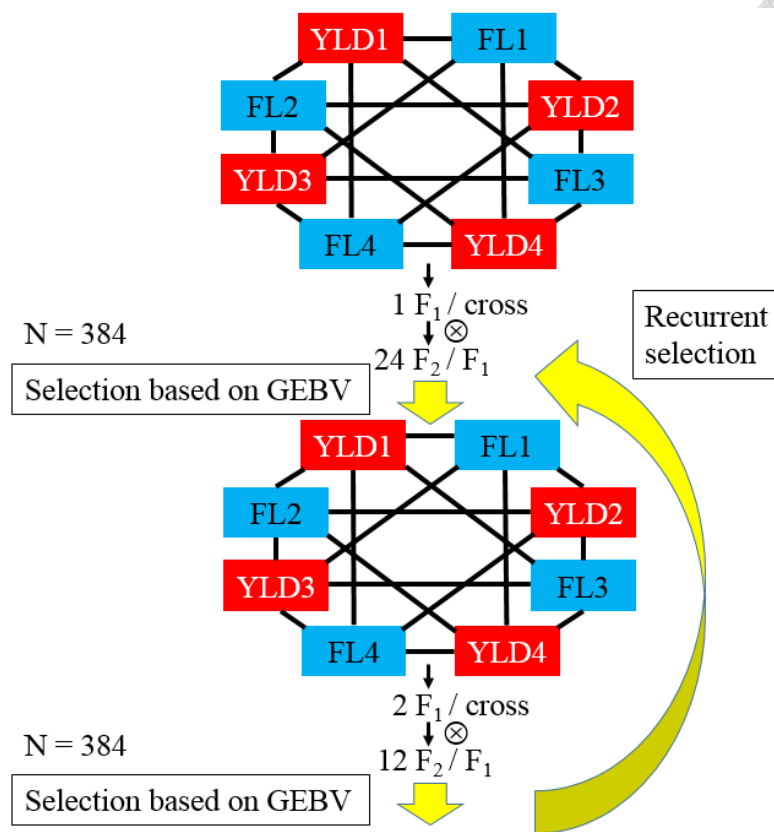 YLD1 FL1
FL2 YLD2
YLD3 FL3
FL4 YLD4
1 F₁ / cross
N = 384
24 F₂ / F₁
Selection based on GEBV
Recurrent
selection
YLD1 FL1
FL2 YLD2
YLD3 FL3
FL4 YLD4
2 F₁ / cross
N = 384
12 F₂ / F₁
Selection based on GEBV